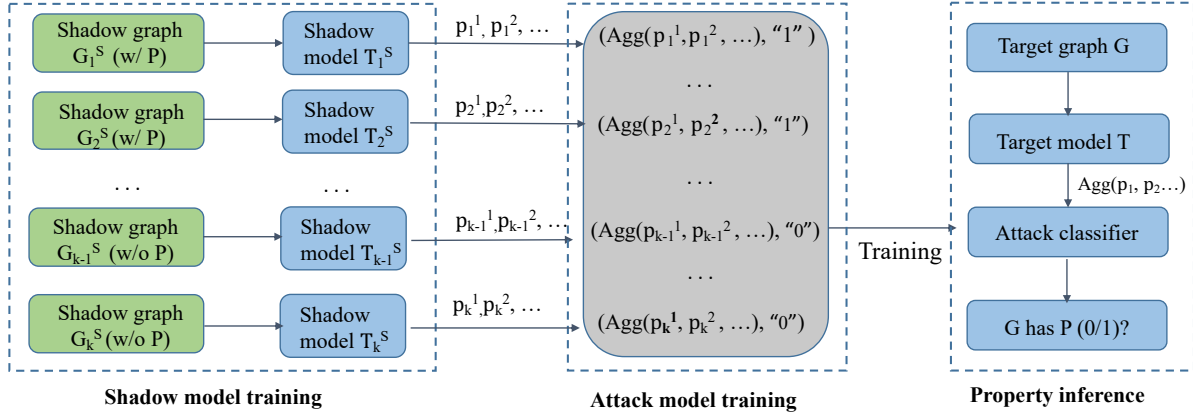 Shadow graph
G₁ˢ (w/ P)
Shadow
model T₁ˢ
p₁¹, p₁², …
(Agg(p₁¹,p₁², …), “1” )
. . .
Shadow graph
G₂ˢ (w/ P)
Shadow
model T₂ˢ
p₂¹,p₂², …
(Agg(p₂¹, p₂², …), “1”)
. . .
. . .
. . .
Shadow graph
Gₖ₋₁ˢ (w/o P)
Shadow
model Tₖ₋₁ˢ
pₖ₋₁¹,pₖ₋₁², …
(Agg(pₖ₋₁¹, pₖ₋₁² , …), “0”)
. . .
Shadow graph
Gₖˢ (w/o P)
Shadow
model Tₖˢ
pₖ¹,pₖ², …
(Agg(pₖ¹, pₖ² , …), “0”)
Training
Target graph G
Target model T
Agg(p₁, p₂…)
Attack classifier
G has P (0/1)?
Shadow model training
Attack model training
Property inference